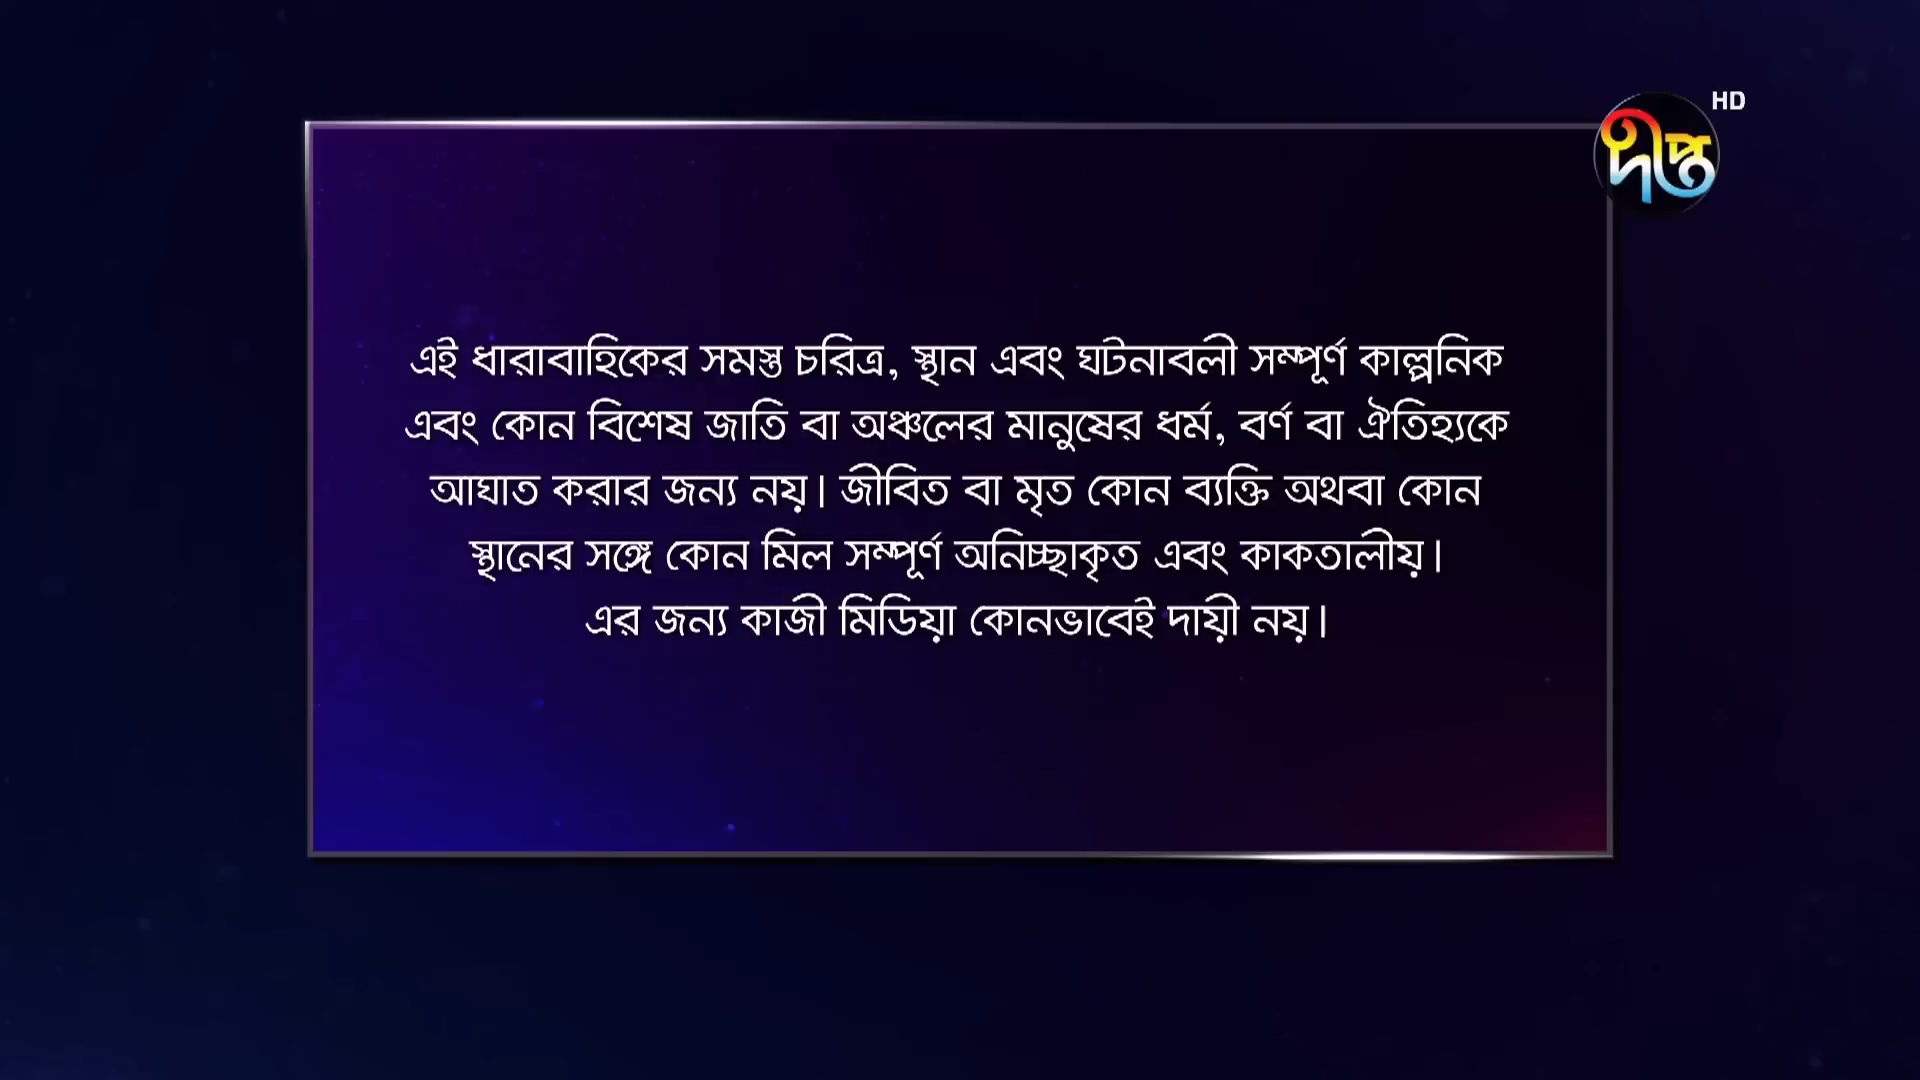 HD
দীপ্ত
এই ধারাবাহিকের সমস্ত চরিত্র, স্থান এবং ঘটনাবলী সম্পূর্ণ কাল্পনিক
এবং কোন বিশেষ জাতি বা অঞ্চলের মানুষের ধর্ম, বর্ণ বা ঐতিহ্যকে
আঘাত করার জন্য নয়। জীবিত বা মৃত কোন ব্যক্তি অথবা কোন
স্থানের সঙ্গে কোন মিল সম্পূর্ণ অনিচ্ছাকৃত এবং কাকতালীয়।
এর জন্য কাজী মিডিয়া কোনভাবেই দায়ী নয়।